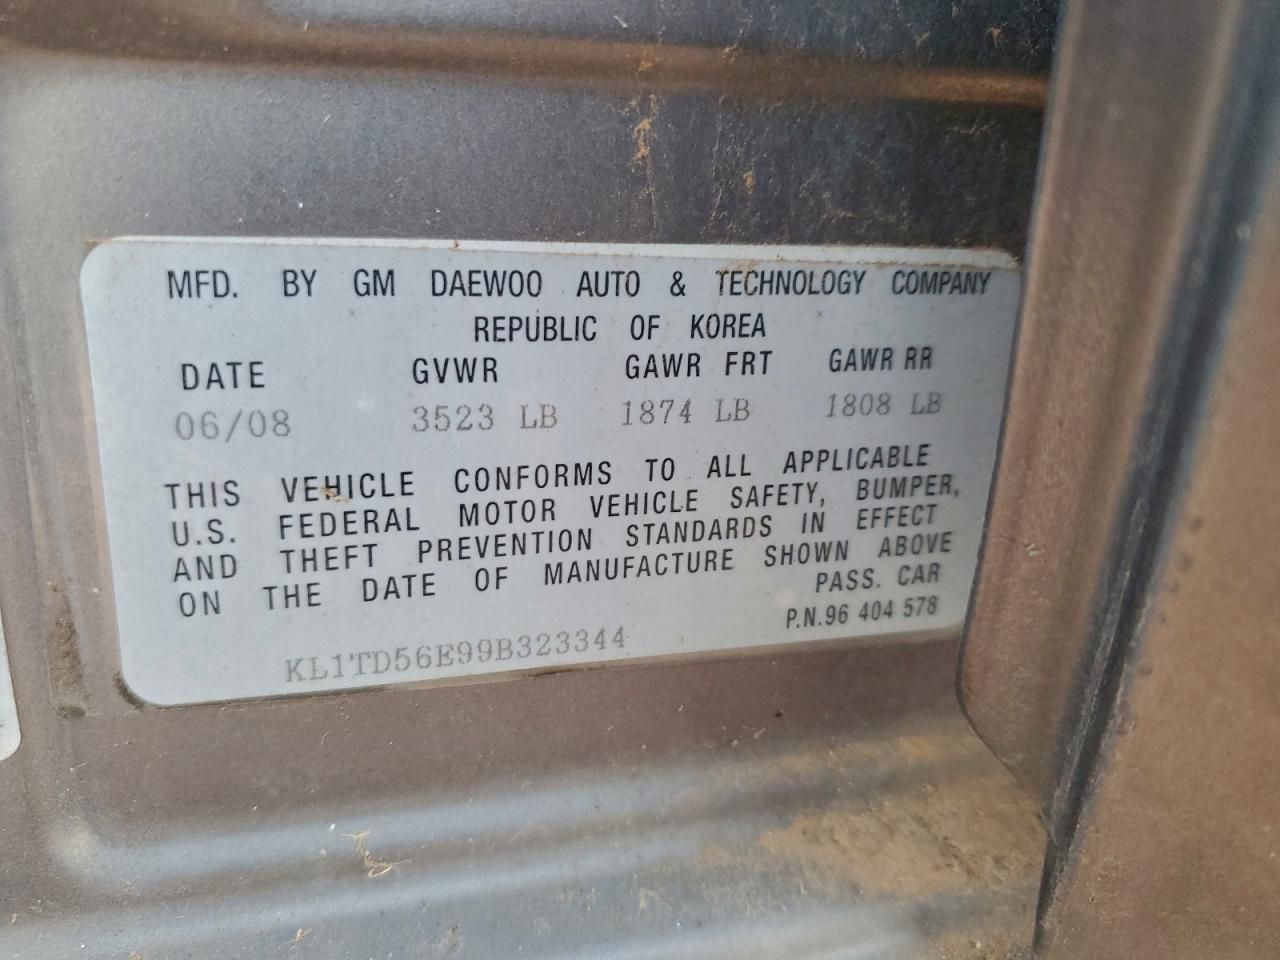 MFD. BY GM DAEWOO AUTO & TECHNOLOGY COMPANY
REPUBLIC OF KOREA
DATE GVWR GAWR FRT GAWR RR
06/08 3523 LB 1874 LB 1808 LB
THIS VEHICLE CONFORMS TO ALL APPLICABLE
U.S. FEDERAL MOTOR VEHICLE SAFETY, BUMPER,
AND THEFT PREVENTION STANDARDS IN EFFECT
ON THE DATE OF MANUFACTURE SHOWN ABOVE
PASS. CAR
P.N.96 404 578
KL1TD56E99B323344